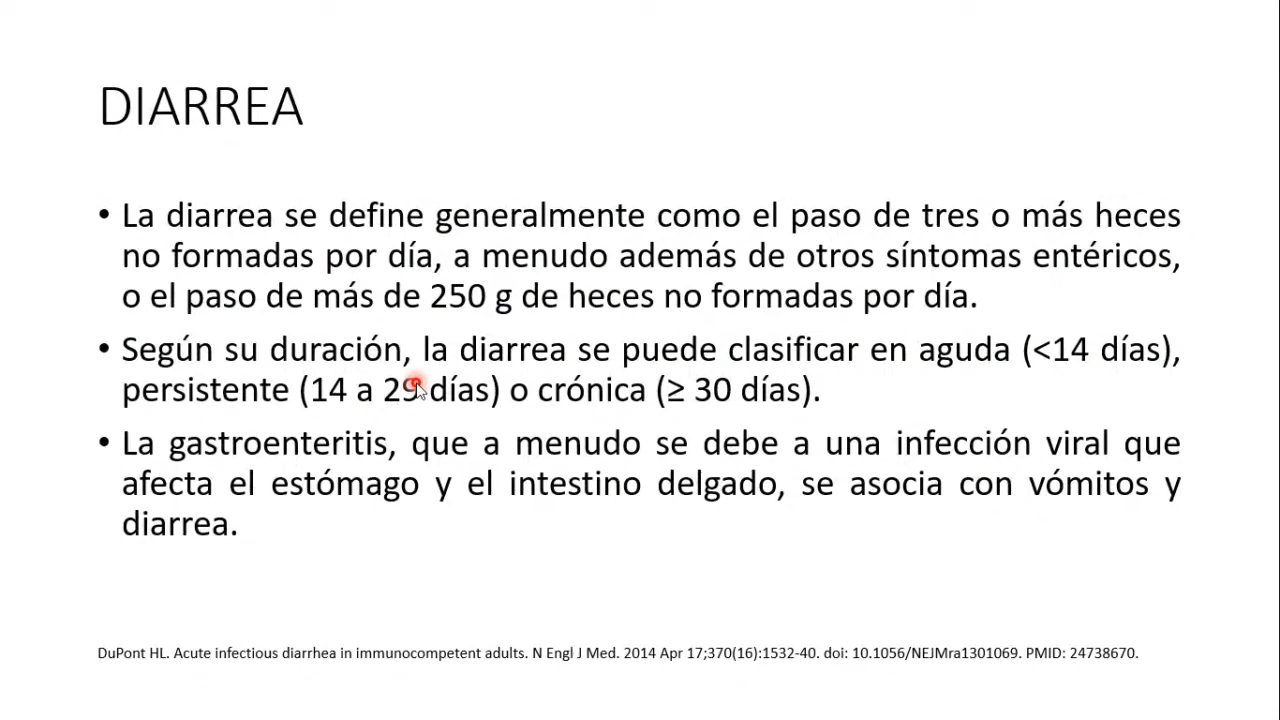 DIARREA
• La diarrea se define generalmente como el paso de tres o más heces
no formadas por día, a menudo además de otros síntomas entéricos,
o el paso de más de 250 g de heces no formadas por día.
• Según su duración, la diarrea se puede clasificar en aguda (<14 días),
persistente (14 a 29 días) o crónica (≥ 30 días).
• La gastroenteritis, que a menudo se debe a una infección viral que
afecta el estómago y el intestino delgado, se asocia con vómitos y
diarrea.
DuPont HL. Acute infectious diarrhea in immunocompetent adults. N Engl J Med. 2014 Apr 17;370(16):1532-40. doi: 10.1056/NEJMra1301069. PMID: 24738670.